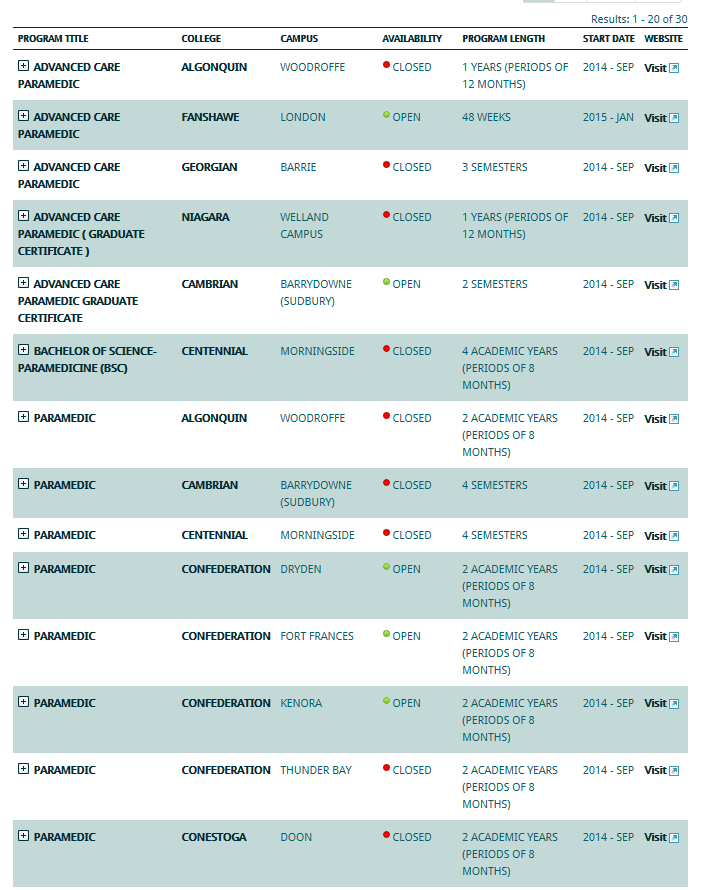 Results: 1 - 20 of 30
PROGRAM TITLE COLLEGE CAMPUS AVAILABILITY PROGRAM LENGTH START DATE WEBSITE
ADVANCED CARE ALGONQUIN WOODROFFE CLOSED 1 YEARS (PERIODS OF 2014 - SEP Visit
PARAMEDIC 12 MONTHS)
ADVANCED CARE FANSHAWE LONDON OPEN 48 WEEKS 2015 - JAN Visit
PARAMEDIC
ADVANCED CARE GEORGIAN BARRIE CLOSED 3 SEMESTERS 2014 - SEP Visit
PARAMEDIC
ADVANCED CARE NIAGARA WELLAND CLOSED 1 YEARS (PERIODS OF 2014 - SEP Visit
PARAMEDIC ( GRADUATE CAMPUS 12 MONTHS)
CERTIFICATE )
ADVANCED CARE CAMBRIAN BARRYDOWNE OPEN 2 SEMESTERS 2014 - SEP Visit
PARAMEDIC GRADUATE (SUDBURY)
CERTIFICATE
BACHELOR OF SCIENCE- CENTENNIAL MORNINGSIDE CLOSED 4 ACADEMIC YEARS 2014 - SEP Visit
PARAMEDICINE (BSC) (PERIODS OF 8
MONTHS)
PARAMEDIC ALGONQUIN WOODROFFE CLOSED 2 ACADEMIC YEARS 2014 - SEP Visit
(PERIODS OF 8
MONTHS)
PARAMEDIC CAMBRIAN BARRYDOWNE CLOSED 4 SEMESTERS 2014 - SEP Visit
(SUDBURY)
PARAMEDIC CENTENNIAL MORNINGSIDE CLOSED 4 SEMESTERS 2014 - SEP Visit
PARAMEDIC CONFEDERATION DRYDEN OPEN 2 ACADEMIC YEARS 2014 - SEP Visit
(PERIODS OF 8
MONTHS)
PARAMEDIC CONFEDERATION FORT FRANCES OPEN 2 ACADEMIC YEARS 2014 - SEP Visit
(PERIODS OF 8
MONTHS)
PARAMEDIC CONFEDERATION KENORA OPEN 2 ACADEMIC YEARS 2014 - SEP Visit
(PERIODS OF 8
MONTHS)
PARAMEDIC CONFEDERATION THUNDER BAY CLOSED 2 ACADEMIC YEARS 2014 - SEP Visit
(PERIODS OF 8
MONTHS)
PARAMEDIC CONESTOGA DOON CLOSED 2 ACADEMIC YEARS 2014 - SEP Visit
(PERIODS OF 8
MONTHS)